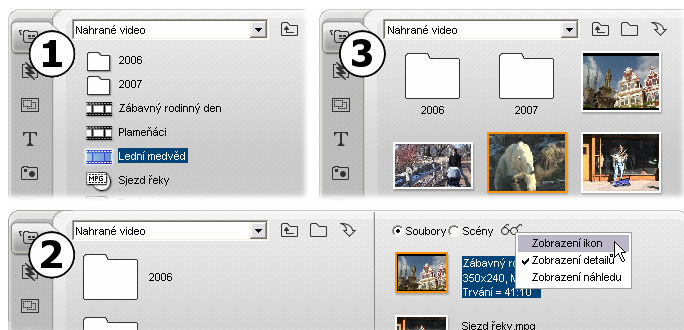 1
Nahrané video
2006
2007
Zábavný rodinný den
Plameňáci
Lední medvěd
MPG
Sjezd řeky
T
3
Nahrané video
2006
2007
T
2
Nahrané video
2006
Soubory Scény
Zobrazení ikon
Zobrazení detailu
Zobrazení náhledu
Zábavný ro
350x240, M
Trvání = 41:10
Sjezd řeky.mpg